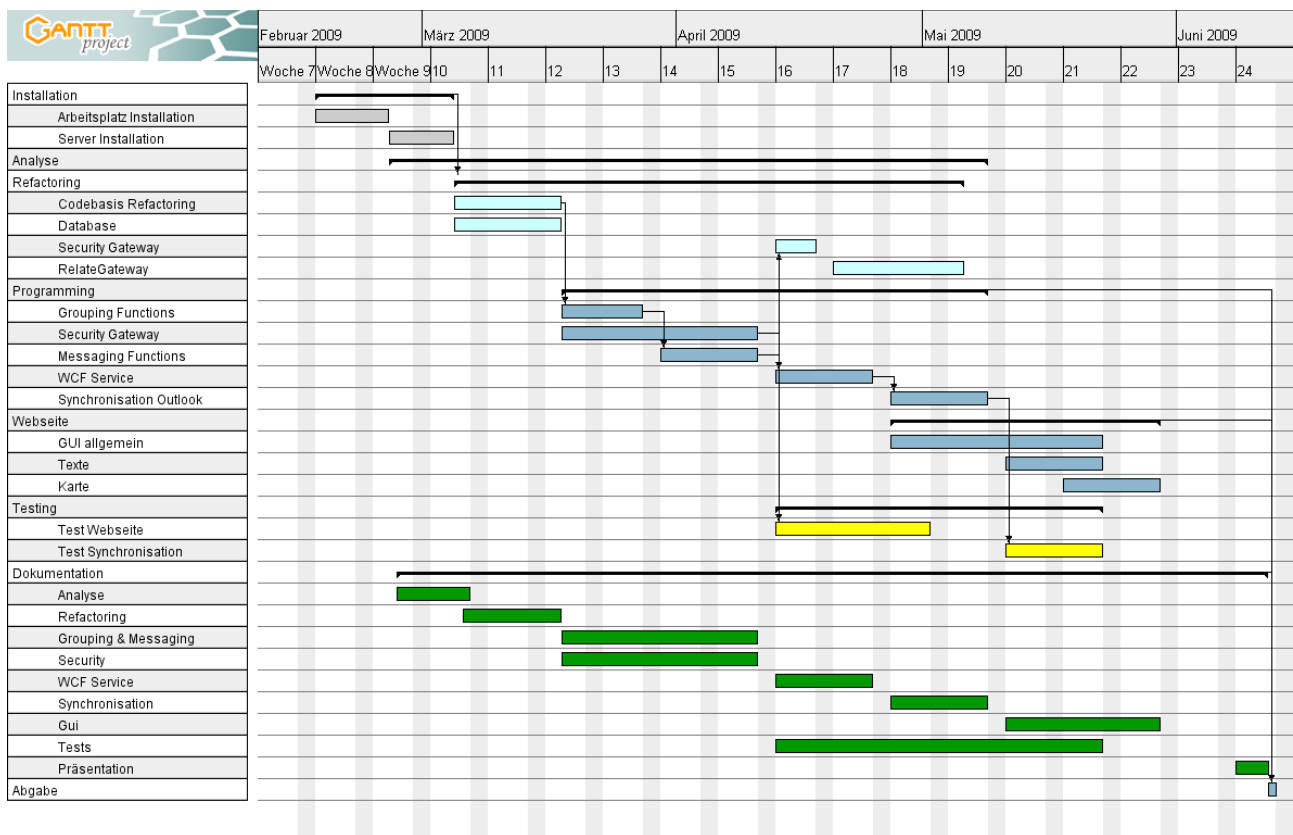 GANTT
project
Februar 2009 März 2009 April 2009 Mai 2009 Juni 2009
Woche 7 Woche 8 Woche 9 10 11 12 13 14 15 16 17 18 19 20 21 22 23 24
Installation
Arbeitsplatz Installation
Server Installation
Analyse
Refactoring
Codebasis Refactoring
Database
Security Gateway
RelateGateway
Programming
Grouping Functions
Security Gateway
Messaging Functions
WCF Service
Synchronisation Outlook
Webseite
GUI allgemein
Texte
Karte
Testing
Test Webseite
Test Synchronisation
Dokumentation
Analyse
Refactoring
Grouping & Messaging
Security
WCF Service
Synchronisation
Gui
Tests
Präsentation
Abgabe